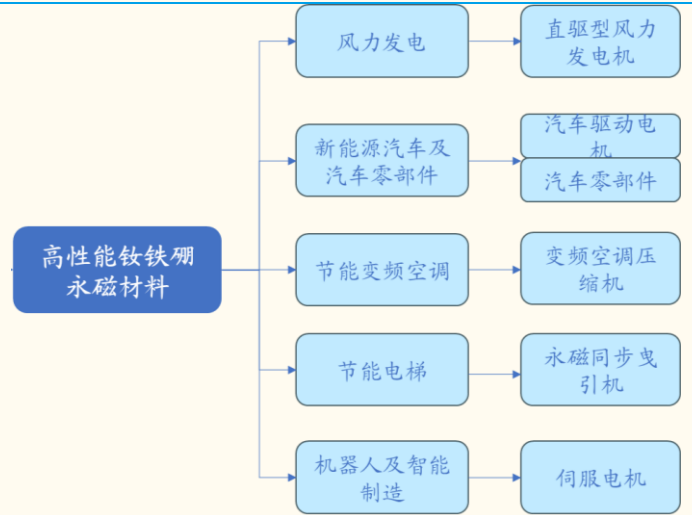 风力发电
直驱型风力
发电机
新能源汽车及
汽车零部件
汽车驱动电
机
汽车零部件
高性能钕铁硼
永磁材料
节能变频空调
变频空调压
缩机
节能电梯
永磁同步曳
引机
机器人及智能
制造
伺服电机